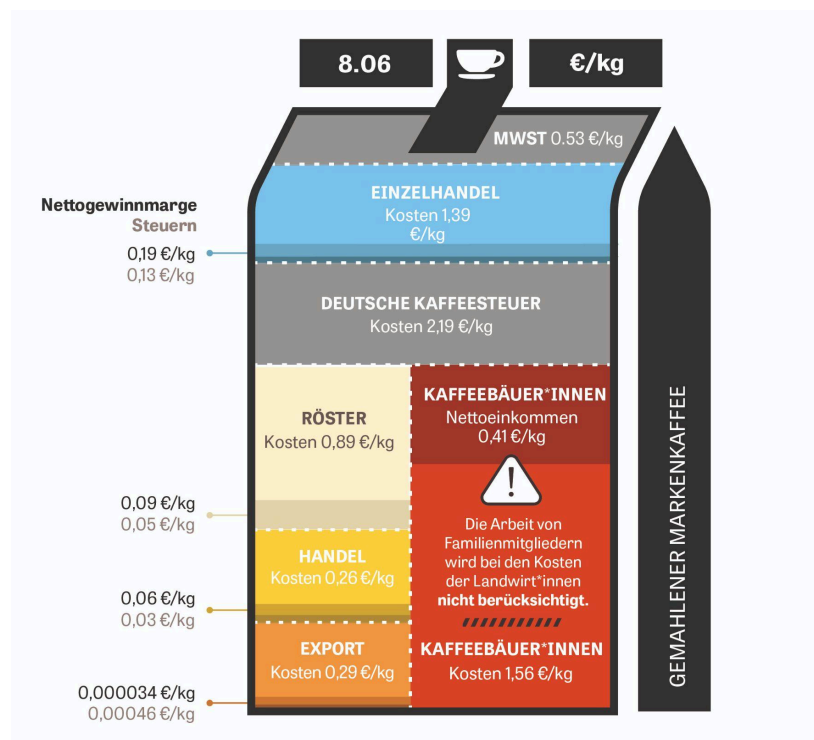 8.06
€/kg
MWST 0.53 €/kg
EINZELHANDEL
Kosten 1,39
€/kg
Nettogewinnmarge
Steuern
0,19 €/kg
0,13 €/kg
DEUTSCHE KAFFEESTEUER
Kosten 2,19 €/kg
RÖSTER
Kosten 0,89 €/kg
0,09 €/kg
0,05 €/kg
HANDEL
Kosten 0,26 €/kg
0,06 €/kg
0,03 €/kg
EXPORT
Kosten 0,29 €/kg
0,000034 €/kg
0,00046 €/kg
KAFFEEBÄUER*INNEN
Nettoeinkommen
0,41 €/kg
!
Die Arbeit von
Familienmitgliedern
wird bei den Kosten
der Landwirt*innen
nicht berücksichtigt.
KAFFEEBÄUER*INNEN
Kosten 1,56 €/kg
GEMAHLENER MARKENKAFFEE